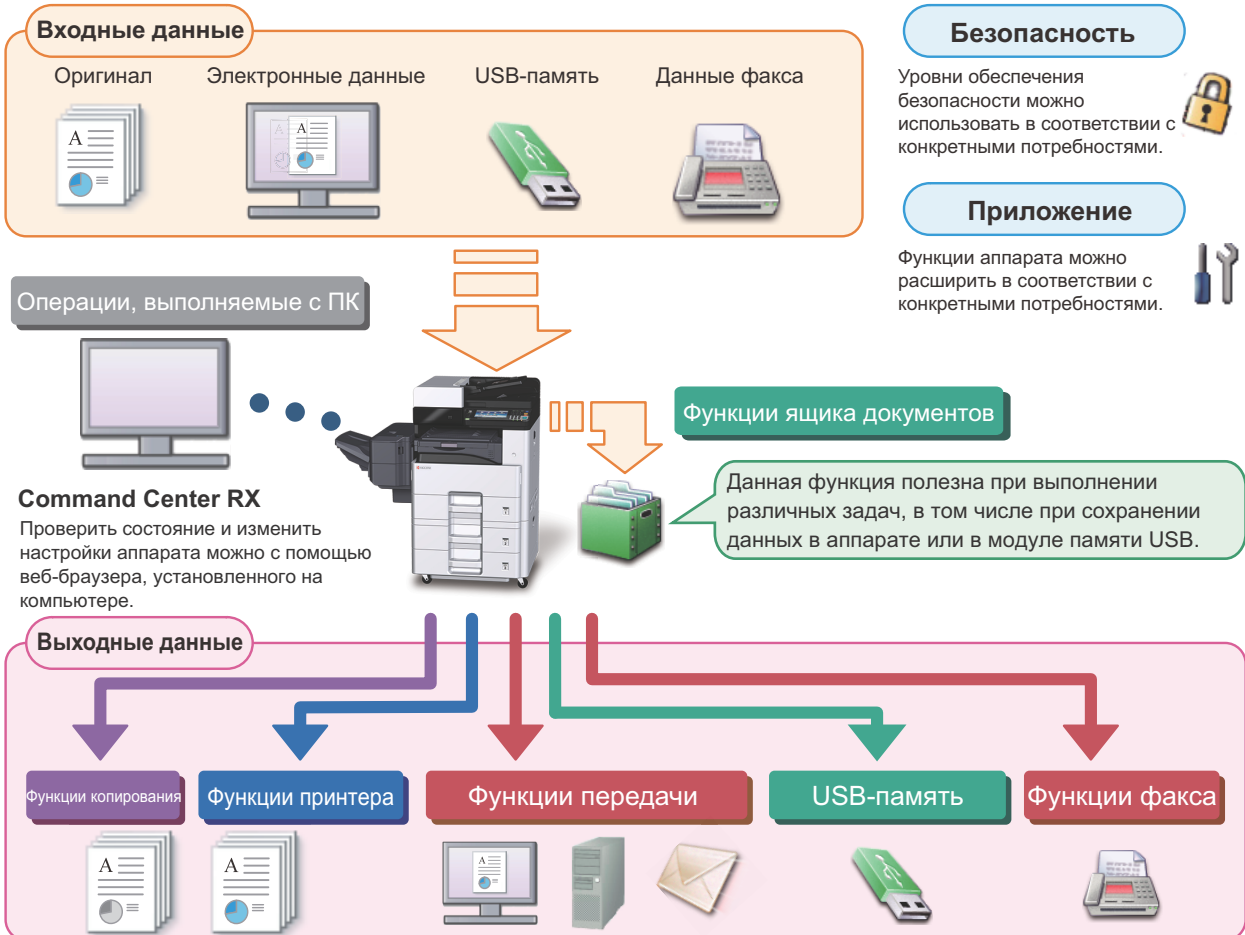 Входные данные
Оригинал
Электронные данные
USB-память
Данные факса
A
A
A
Безопасность
Уровни обеспечения
безопасности можно
использовать в соответствии с
конкретными потребностями.
Приложение
Функции аппарата можно
расширить в соответствии с
конкретными потребностями.
Операции, выполняемые с ПК
Command Center RX
Проверить состояние и изменить
настройки аппарата можно с помощью
веб-браузера, установленного на
компьютере.
Функции ящика документов
Данная функция полезна при выполнении
различных задач, в том числе при сохранении
данных в аппарате или в модуле памяти USB.
Выходные данные
Функции копирования
Функции принтера
Функции передачи
USB-память
Функции факса
A
A
A